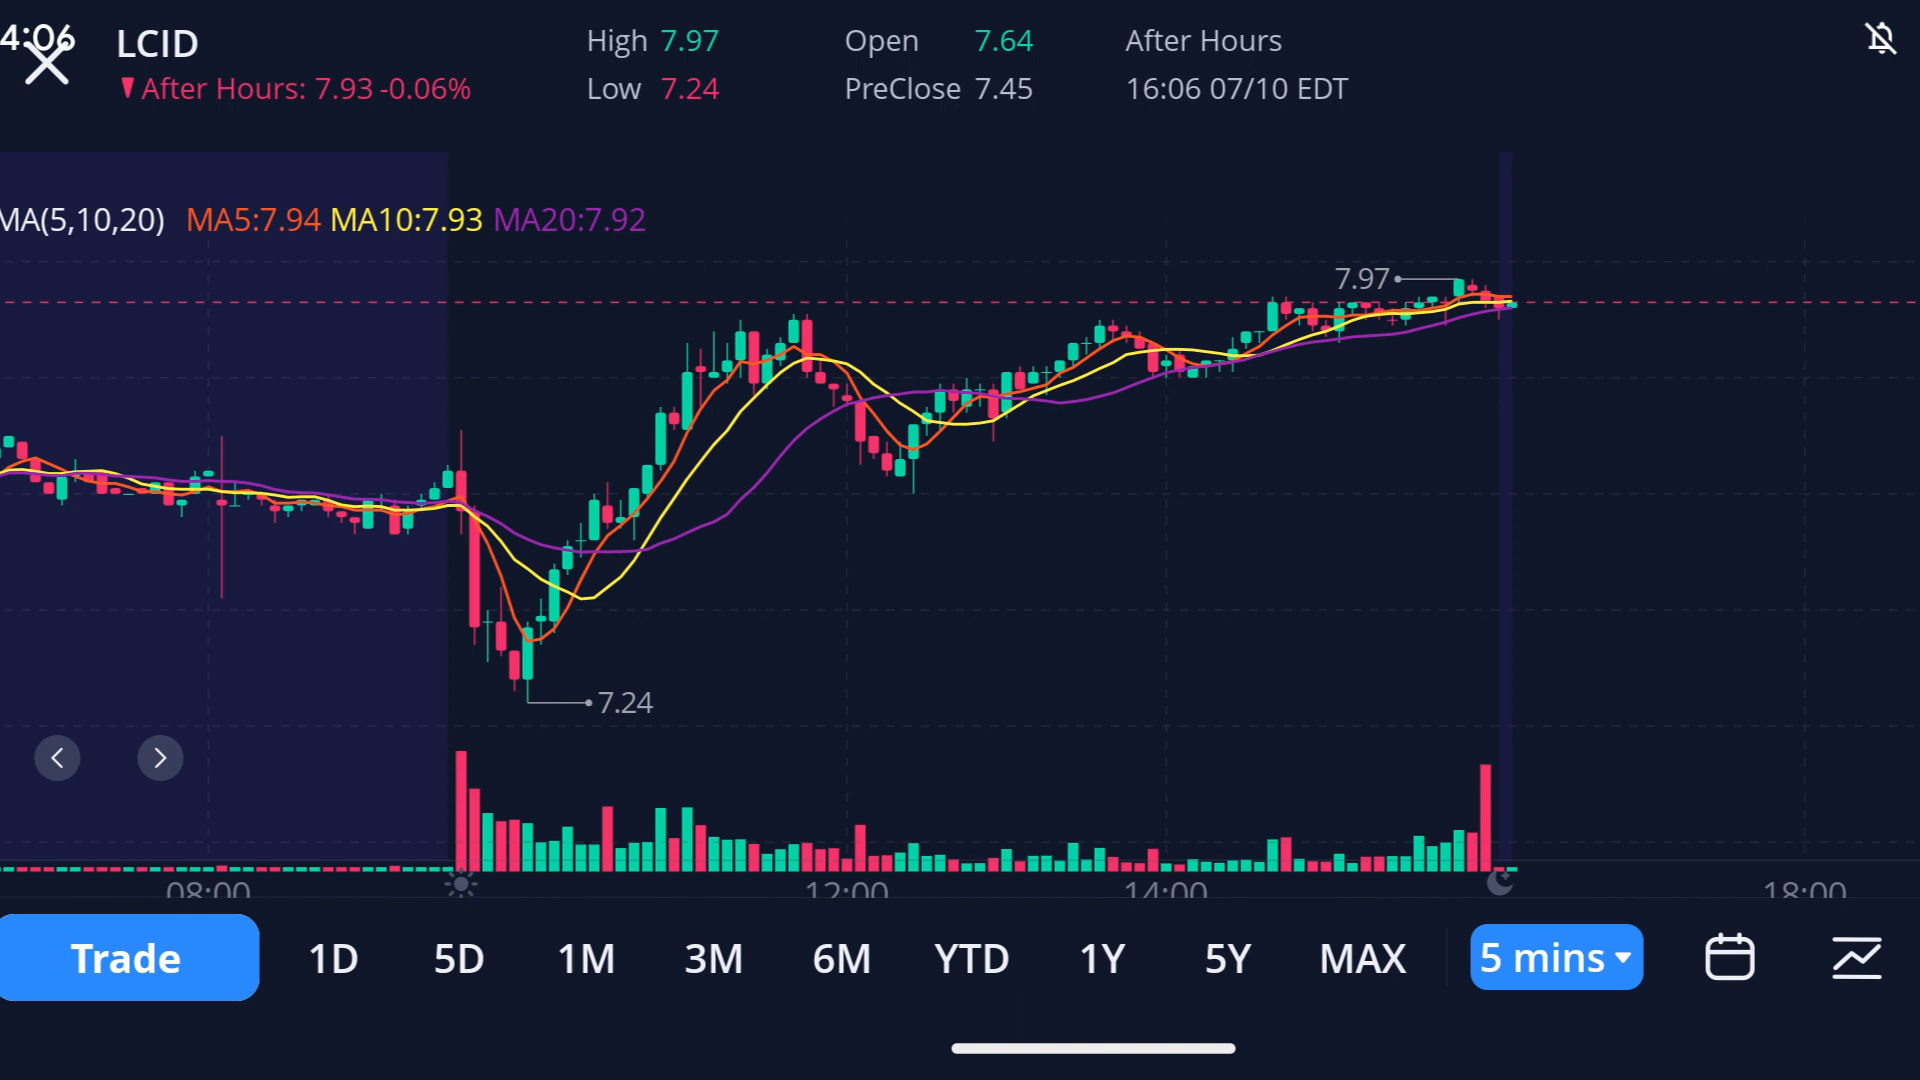 4:06
LCID
After Hours: 7.93 -0.06%
High 7.97
Low 7.24
Open 7.64
PreClose 7.45
After Hours
16:06 07/10 EDT
MA(5,10,20) MA5:7.94 MA10:7.93 MA20:7.92
7.97
7.24
08:00 12:00 14:00 18:00
Trade 1D 5D 1M 3M 6M YTD 1Y 5Y MAX 5 mins